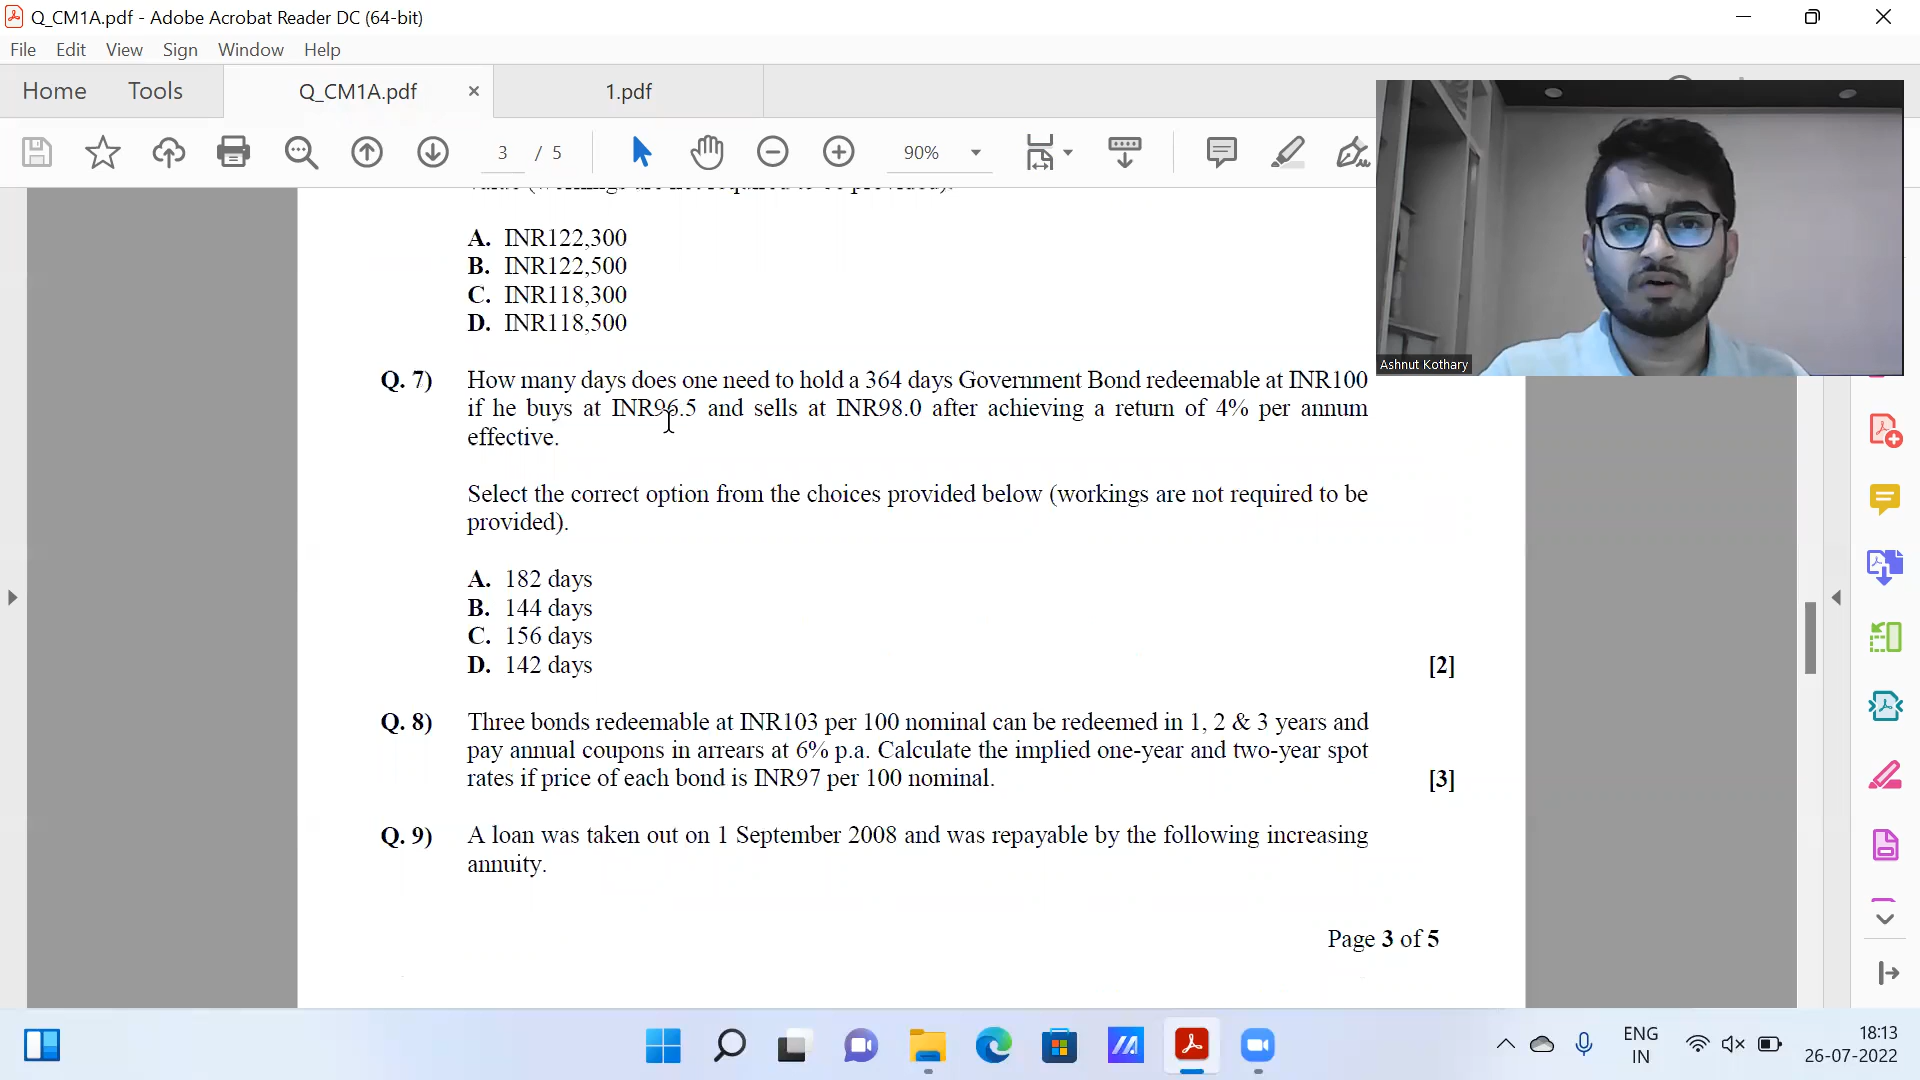 Q_CM1A.pdf - Adobe Acrobat Reader DC (64-bit)
File Edit View Sign Window Help
Home Tools Q_CM1A.pdf × 1.pdf
3 / 5 90%
value (workings are not required to be provided).
A. INR122,300
B. INR122,500
C. INR118,300
D. INR118,500
Ashnut Kothary
Q. 7) How many days does one need to hold a 364 days Government Bond redeemable at INR100
if he buys at INR96.5 and sells at INR98.0 after achieving a return of 4% per annum
effective.
Select the correct option from the choices provided below (workings are not required to be
provided).
A. 182 days
B. 144 days
C. 156 days
D. 142 days [2]
Q. 8) Three bonds redeemable at INR103 per 100 nominal can be redeemed in 1, 2 & 3 years and
pay annual coupons in arrears at 6% p.a. Calculate the implied one-year and two-year spot
rates if price of each bond is INR97 per 100 nominal. [3]
Q. 9) A loan was taken out on 1 September 2008 and was repayable by the following increasing
annuity.
Page 3 of 5
ENG
IN
18:13
26-07-2022